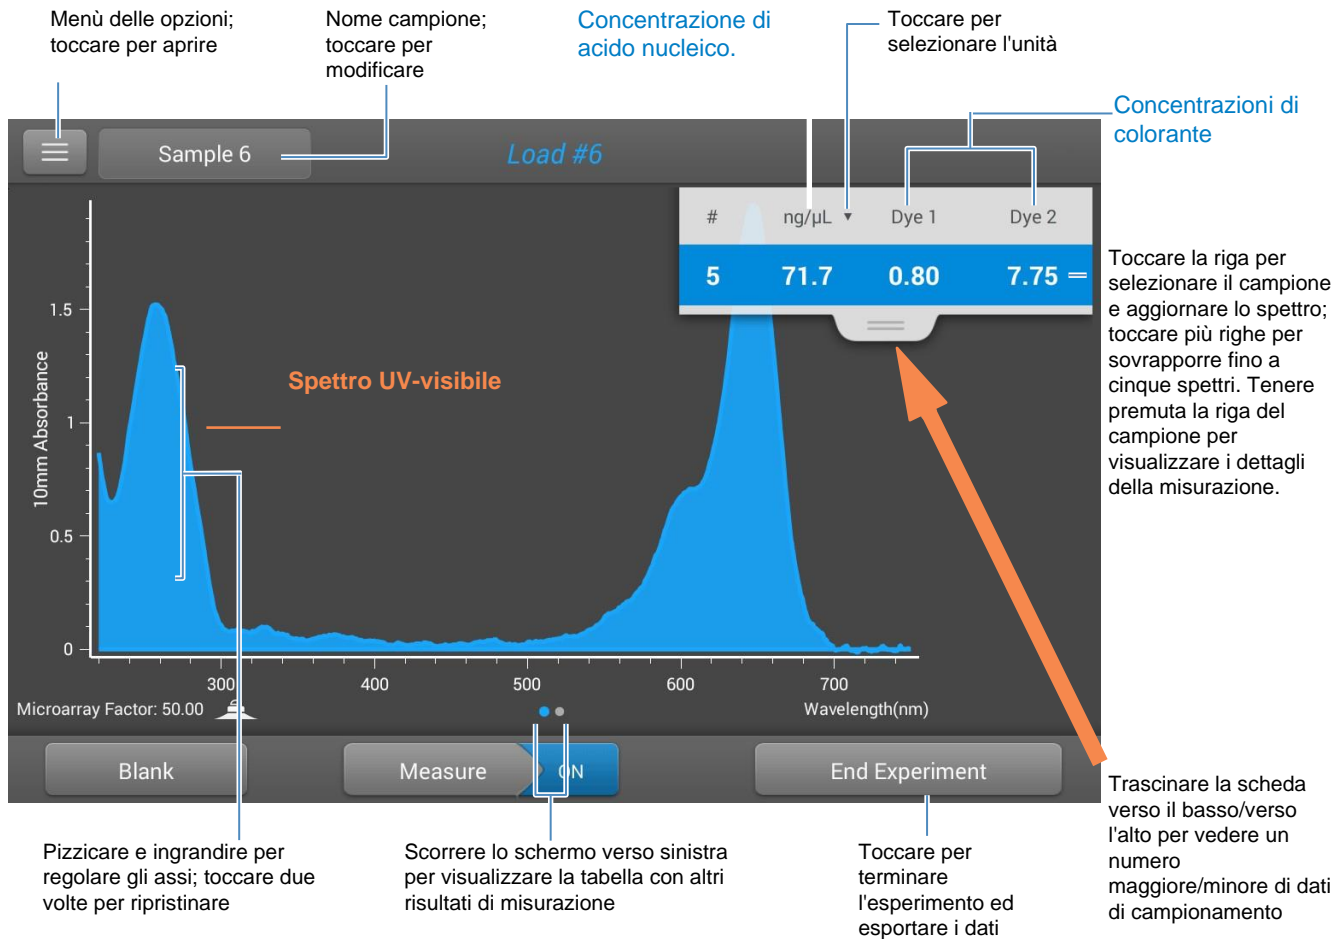 Menù delle opzioni;
toccare per aprire
Nome campione;
toccare per
modificare
Concentrazione di
acido nucleico.
Toccare per
selezionare l'unità
Concentrazioni di
colorante
Sample 6
Load #6
# ng/µL ▼ Dye 1 Dye 2
5 71.7 0.80 7.75
Toccare la riga per
selezionare il campione
e aggiornare lo spettro;
toccare più righe per
sovrapporre fino a
cinque spettri. Tenere
premuta la riga del
campione per
visualizzare i dettagli
della misurazione.
Spettro UV-visibile
10mm Absorbance
1.5
1
0.5
0
300 400 500 600 700
Microarray Factor: 50.00
Wavelength(nm)
Blank
Measure
ON
End Experiment
Trascinare la scheda
verso il basso/verso
l'alto per vedere un
numero
maggiore/minore di dati
di campionamento
Pizzicare e ingrandire per
regolare gli assi; toccare due
volte per ripristinare
Scorrere lo schermo verso sinistra
per visualizzare la tabella con altri
risultati di misurazione
Toccare per
terminare
l'esperimento ed
esportare i dati